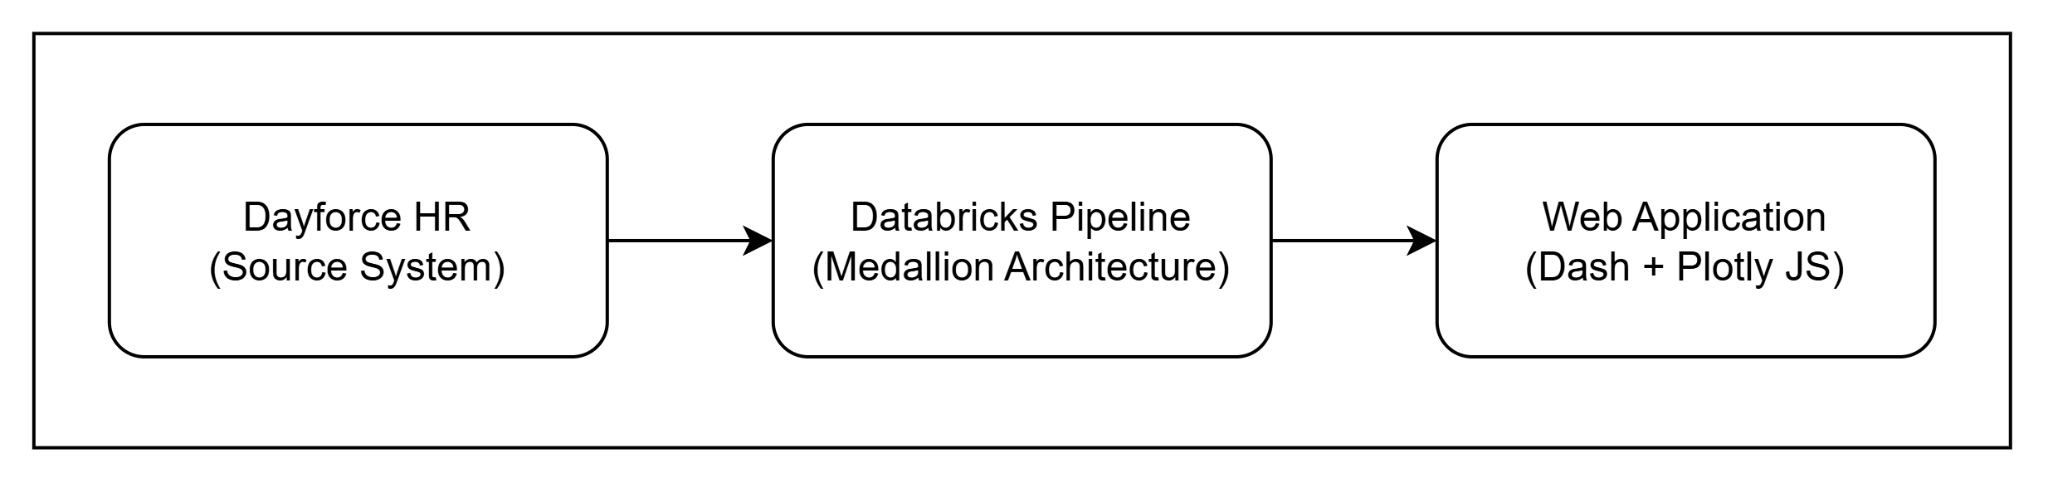 Dayforce HR
(Source System)
Databricks Pipeline
(Medallion Architecture)
Web Application
(Dash + Plotly JS)